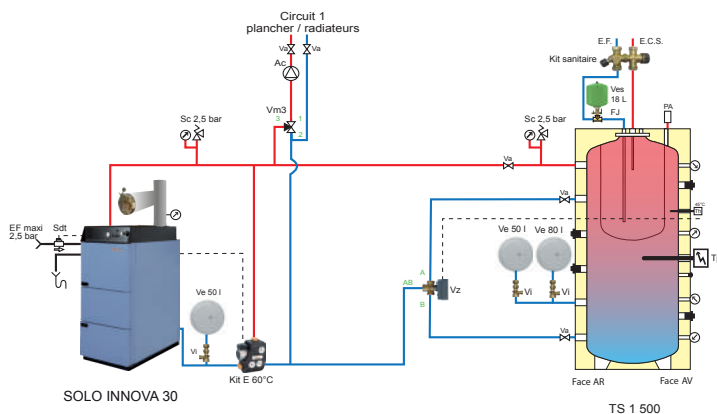 Circuit 1
plancher / radiateurs
Va
Va
Ac
Vm3
3
1
2
E.F.
E.C.S.
Kit sanitaire
Ves
18 L
FJ
PA
Sc 2,5 bar
Sc 2,5 bar
Va
Va
EF maxi
2,5 bar
Sdt
Ve 50 l
Ve 80 l
A
AB
B
Vz
Vi
Vi
Ve 50 l
Vi
Va
Kit E 60°C
Face AR
Face AV
SOLO INNOVA 30
TS 1 500